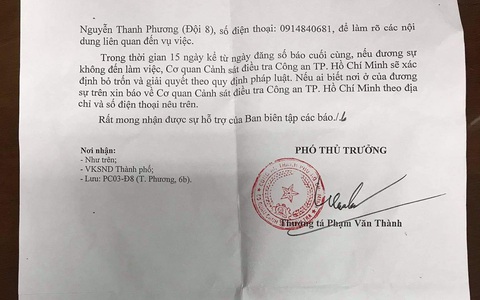 Nguyễn Thanh Phương (Đội 8), số điện thoại: 0914840681, để làm rõ các nội
dung liên quan đến vụ việc.
Trong thời gian 15 ngày kể từ ngày đăng số báo cuối cùng, nếu đương sự
không đến làm việc, Cơ quan Cảnh sát điều tra Công an TP. Hồ Chí Minh sẽ xác
định bỏ trốn và giải quyết theo quy định pháp luật. Nếu ai biết nơi ở của đương
sự trên xin báo về Cơ quan Cảnh sát điều tra Công an TP. Hồ Chí Minh theo địa
chỉ và số điện thoại nêu trên.
Rất mong nhận được sự hỗ trợ của Ban biên tập các báo./.
Nơi nhận:
- Như trên;
- VKSND Thành phố;
- Lưu: PC03-Đ8 (T. Phương, 6b).
PHÓ THỦ TRƯỞNG
Thượng tá Phạm Văn Thành